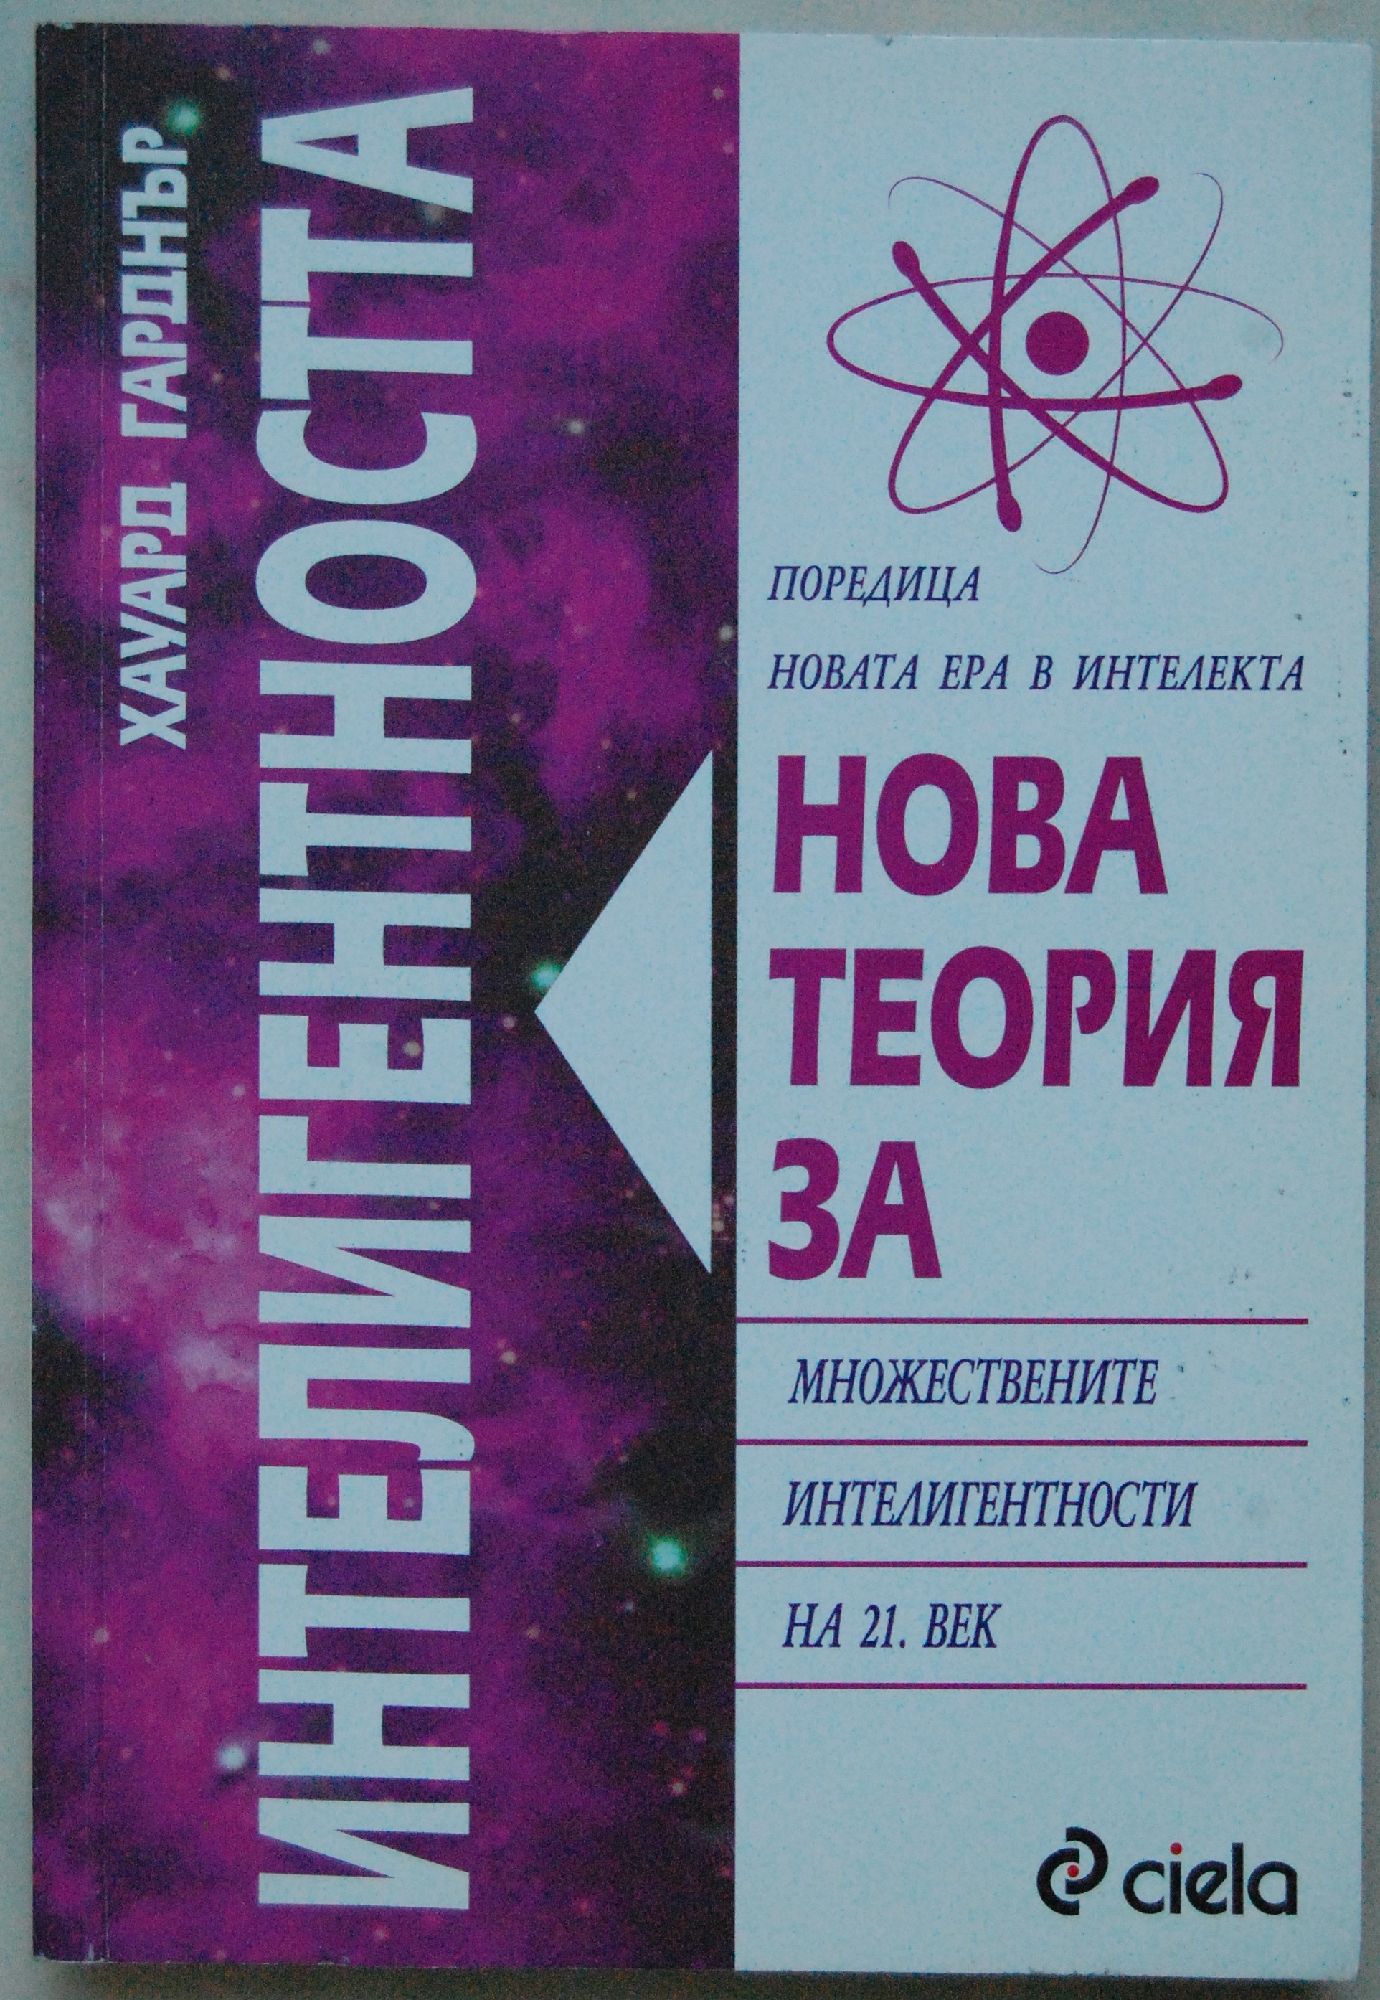 ХАУАРД ГАРДНЪР
ИНТЕЛИГЕНТНОСТТА
ПОРЕДИЦА
НОВАТА ЕРА В ИНТЕЛЕКТА
НОВА
ТЕОРИЯ
ЗА
МНОЖЕСТВЕНИТЕ
ИНТЕЛИГЕНТНОСТИ
НА 21. ВЕК
ciela